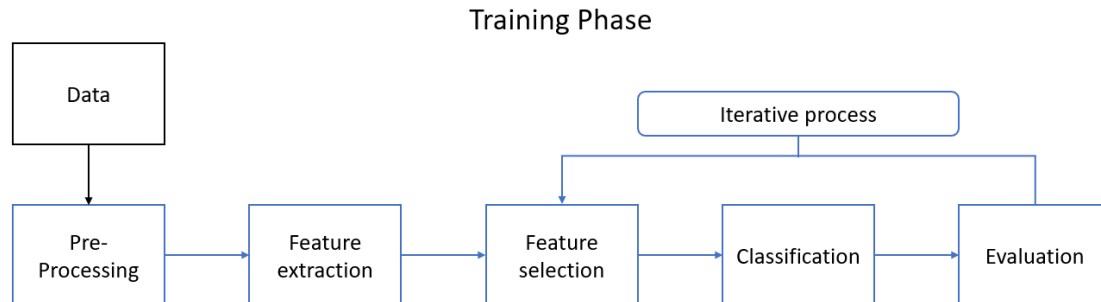 Training Phase
Data
Iterative process
Pre-
Processing
Feature
extraction
Feature
selection
Classification
Evaluation